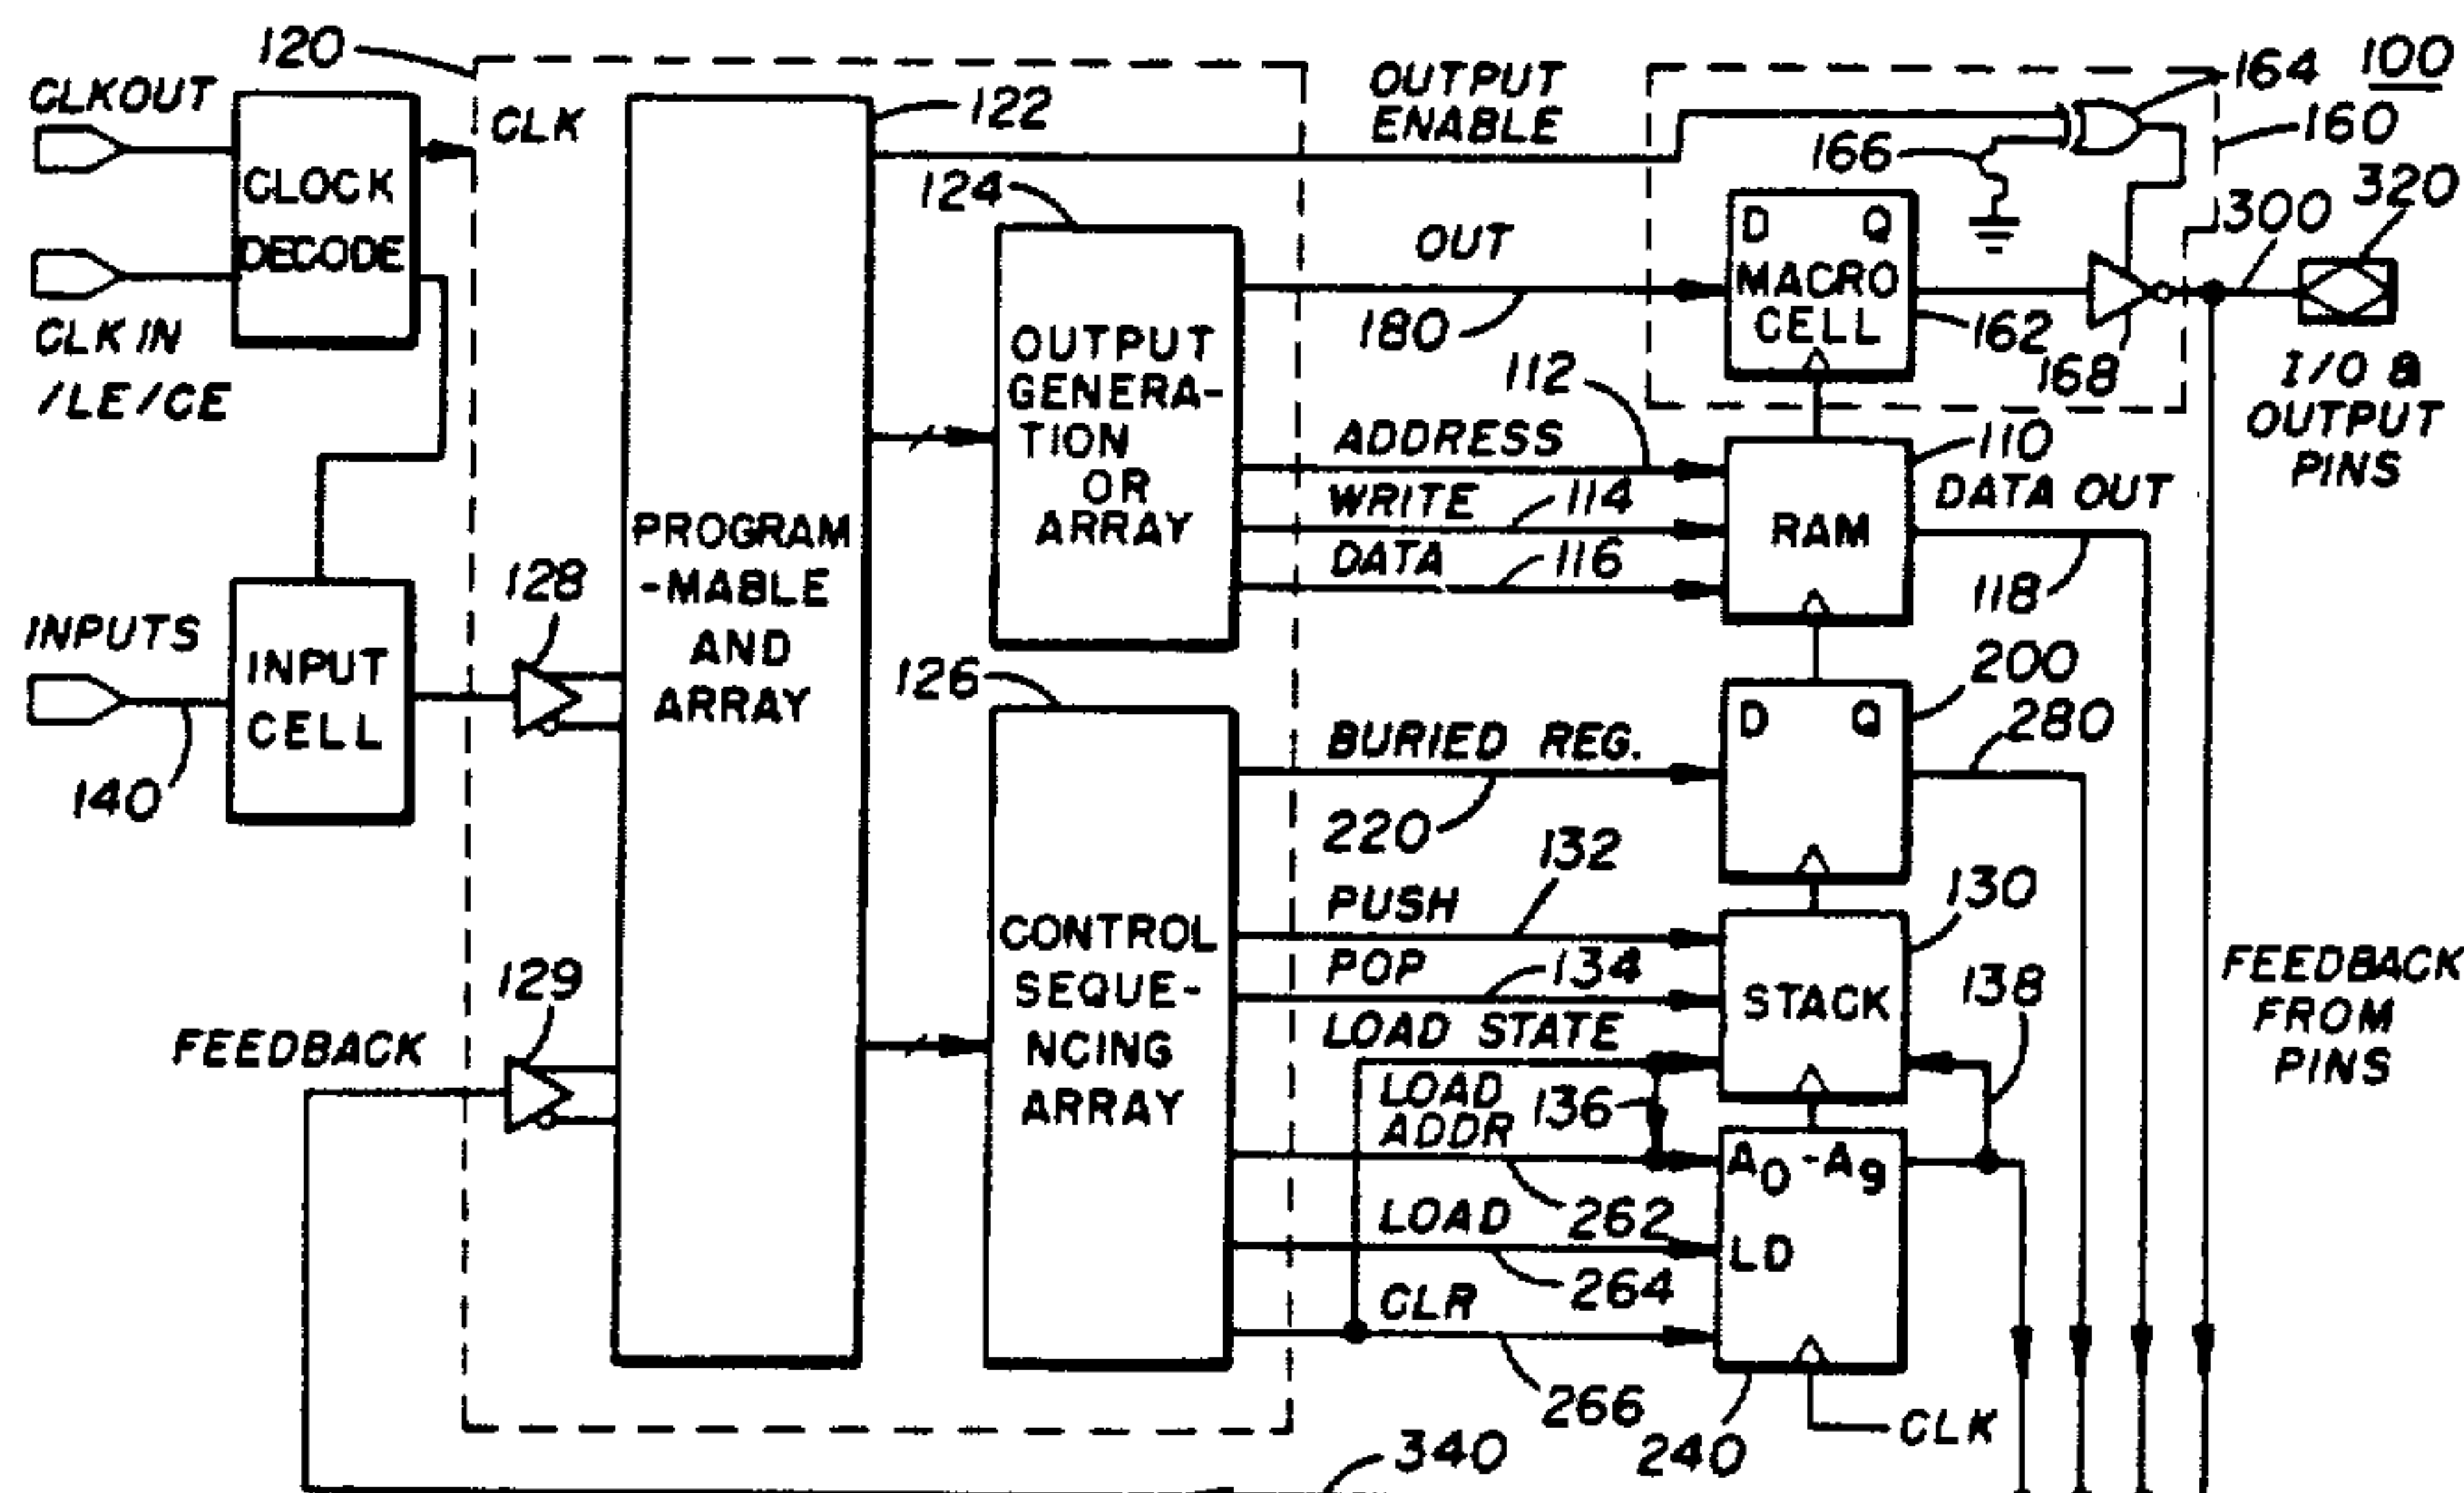 120
CLKOUT
CLK
CLOCK
DECODE
CLK IN
/LE/CE
INPUTS
INPUT
CELL
140
128
129
FEEDBACK
122
PROGRAM
-MABLE
AND
ARRAY
124
OUTPUT
GENERA-
TION
OR
ARRAY
126
CONTROL
SEQUE-
NCING
ARRAY
OUTPUT
ENABLE
OUT
180
112
ADDRESS
WRITE
114
DATA
116
BURIED REG.
220
132
PUSH
POP
134
LOAD STATE
LOAD
ADDR
136
262
LOAD
264
CLR
266
240
340
164
100
160
166
320
300
D Q
MACRO
CELL
162
168
I/O &
OUTPUT
PINS
110
DATA OUT
RAM
118
200
D Q
280
130
STACK
138
FEEDBACK
FROM
PINS
A0-A9
LD
CLK